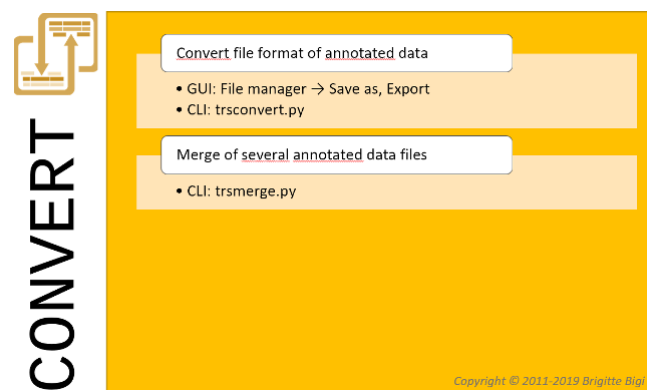 CONVERT
Convert file format of annotated data
• GUI: File manager → Save as, Export
• CLI: trsconvert.py
Merge of several annotated data files
• CLI: trsmerge.py
Copyright © 2011-2019 Brigitte Bigi